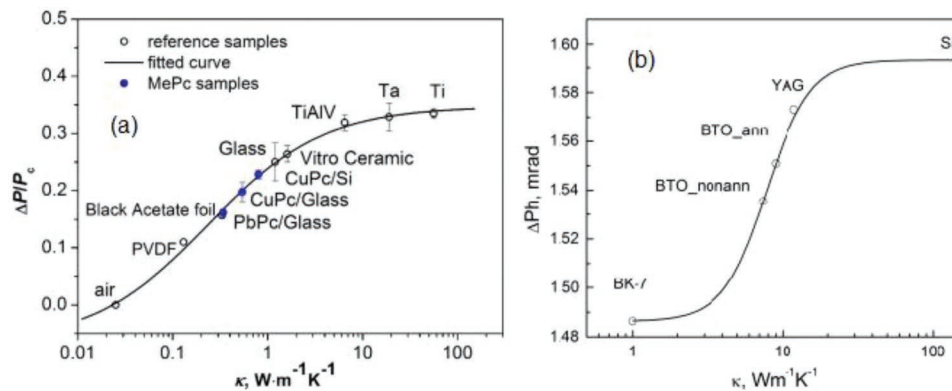 0.5
0.4
0.3
0.2
0.1
0.0
ΔP/Pc
0.01 0.1 1 10 100
κ, W·m⁻¹K⁻¹
reference samples
fitted curve
MePc samples
(a)
Ta
Ti
TiAlV
Glass
Vitro Ceramic
CuPc/Si
CuPc/Glass
Black Acetate foil
PbPc/Glass
PVDF
air
1.60
1.58
1.56
1.54
1.52
1.50
1.48
ΔPh, mrad
1 10 100
κ, Wm⁻¹K⁻¹
(b)
S
YAG
BTO_ann
BTO_nonann
BK-7